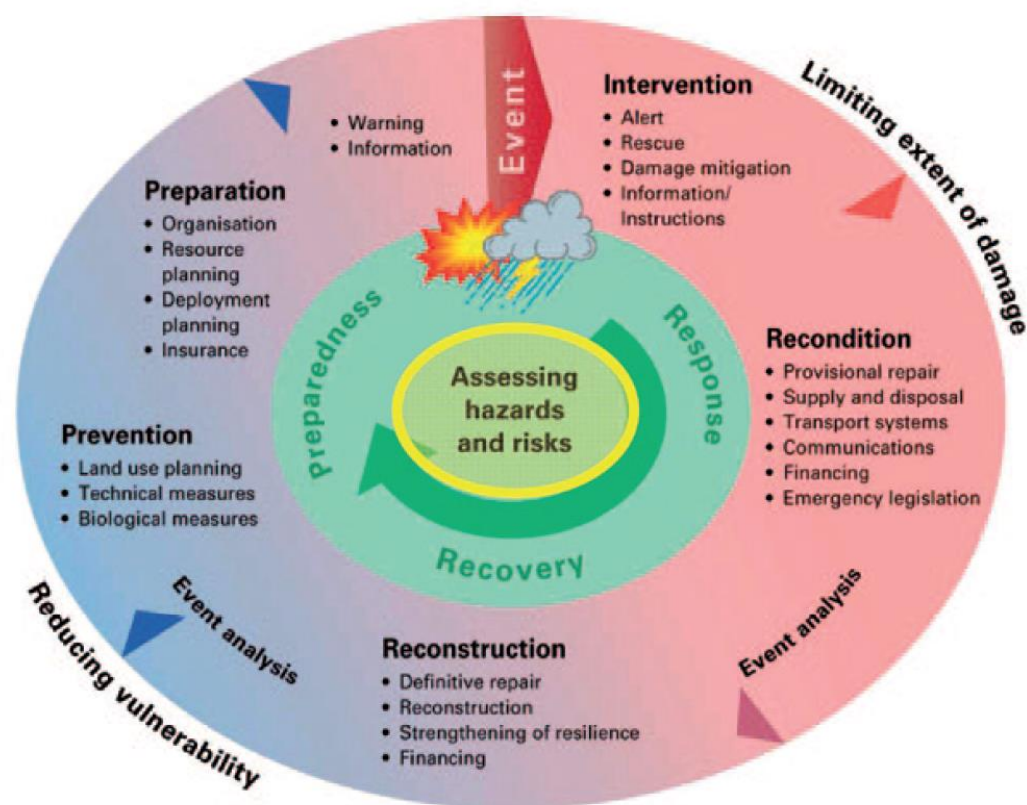 Event
Intervention
• Alert
• Rescue
• Damage mitigation
• Information/
Instructions
Limiting extent of damage
Recondition
• Provisional repair
• Supply and disposal
• Transport systems
• Communications
• Financing
• Emergency legislation
Event analysis
Reconstruction
• Definitive repair
• Reconstruction
• Strengthening of resilience
• Financing
Event analysis
Reducing vulnerability
Prevention
• Land use planning
• Technical measures
• Biological measures
Preparation
• Organisation
• Resource
planning
• Deployment
planning
• Insurance
• Warning
• Information
Response
Recovery
Preparedness
Assessing
hazards
and risks